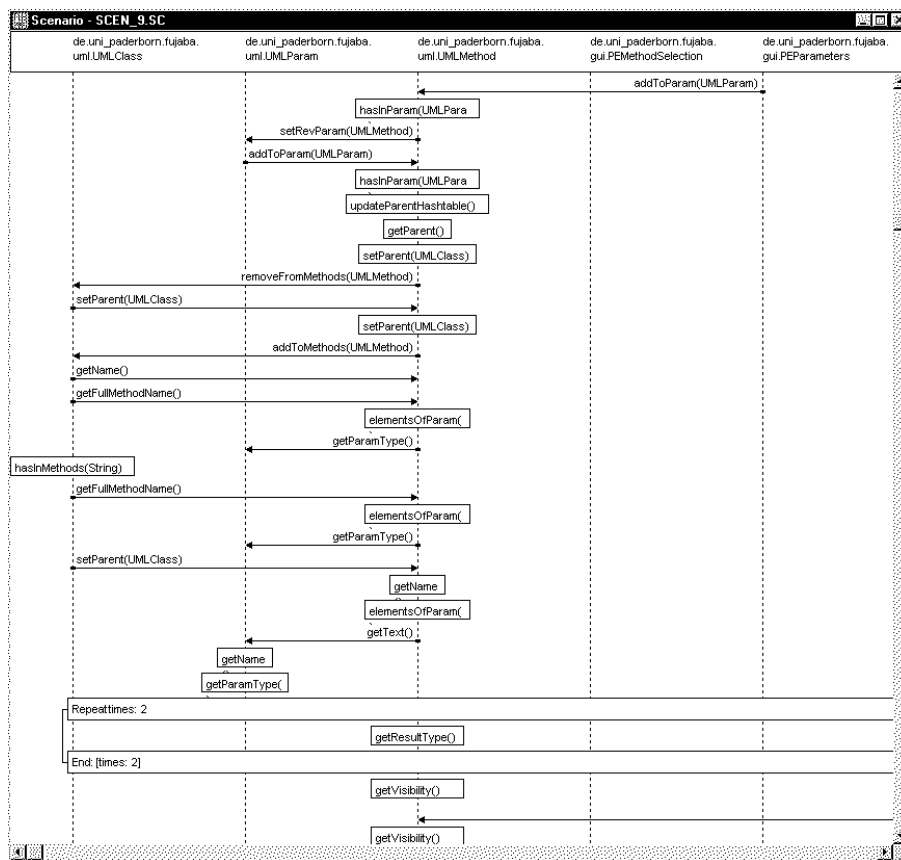 Scenario - SCEN_9.SC
de.uni_paderborn.fujaba. de.uni_paderborn.fujaba. de.uni_paderborn.fujaba. de.uni_paderborn.fujaba. de.uni_paderborn.fujaba.
uml.UMLClass uml.UMLParam uml.UMLMethod gui.PEMethodSelection gui.PEParameters
addToParam(UMLParam)
hasInParam(UMLPara
setRevParam(UMLMethod)
addToParam(UMLParam)
hasInParam(UMLPara
updateParentHashtable()
getParent()
setParent(UMLClass)
removeFromMethods(UMLMethod)
setParent(UMLClass)
setParent(UMLClass)
addToMethods(UMLMethod)
getName()
getFullMethodName()
elementsOfParam(
getParamType()
hasInMethods(String)
getFullMethodName()
elementsOfParam(
getParamType()
setParent(UMLClass)
getName
elementsOfParam(
getText()
getName
getParamType(
Repeattimes: 2
getResultType()
End: [times: 2]
getVisibility()
getVisibility()